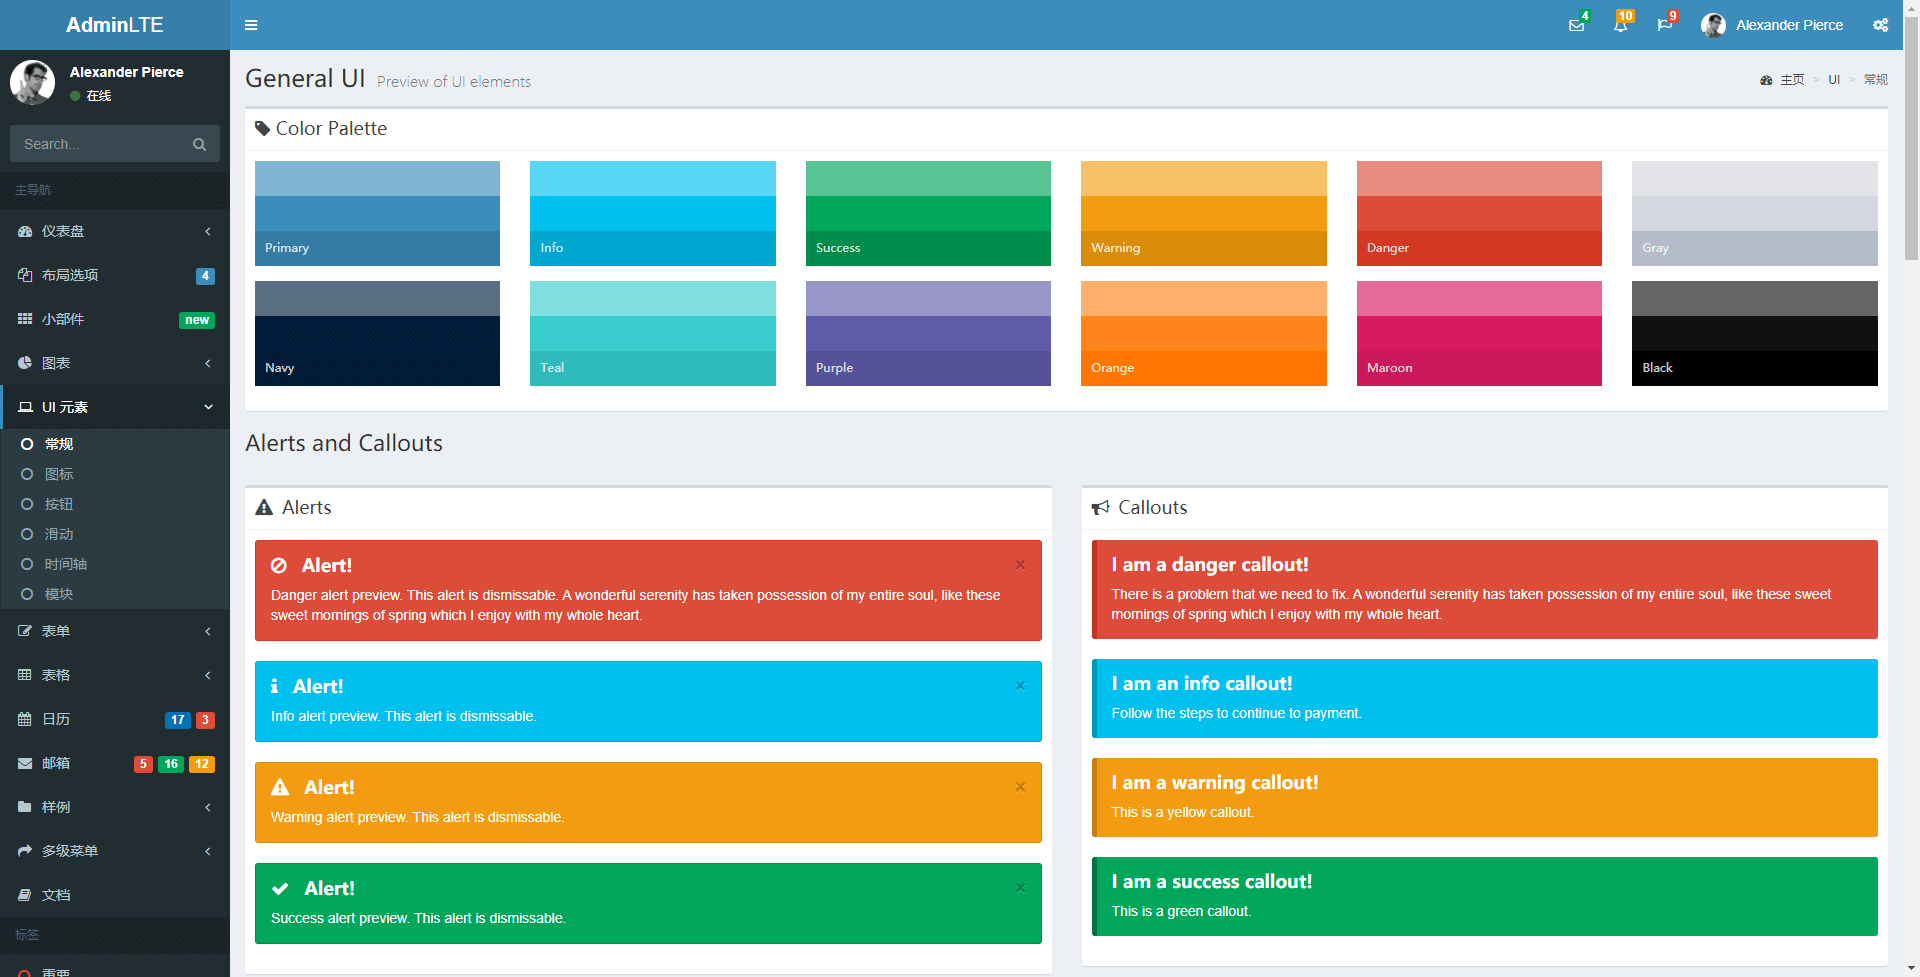 AdminLTE
4
10
9
Alexander Pierce
Alexander Pierce
在线
Search...
主导航
仪表盘
布局选项 4
小部件 new
图表
UI 元素
常规
图标
按钮
滑动
时间轴
模块
表单
表格
日历 17 3
邮箱 5 16 12
样例
多级菜单
文档
标签
重要
General UI Preview of UI elements
主页 > UI > 常规
Color Palette
Primary
Info
Success
Warning
Danger
Gray
Navy
Teal
Purple
Orange
Maroon
Black
Alerts and Callouts
Alerts
Alert! ×
Danger alert preview. This alert is dismissable. A wonderful serenity has taken possession of my entire soul, like these
sweet mornings of spring which I enjoy with my whole heart.
Alert! ×
Info alert preview. This alert is dismissable.
Alert! ×
Warning alert preview. This alert is dismissable.
Alert! ×
Success alert preview. This alert is dismissable.
Callouts
I am a danger callout!
There is a problem that we need to fix. A wonderful serenity has taken possession of my entire soul, like these sweet
mornings of spring which I enjoy with my whole heart.
I am an info callout!
Follow the steps to continue to payment.
I am a warning callout!
This is a yellow callout.
I am a success callout!
This is a green callout.